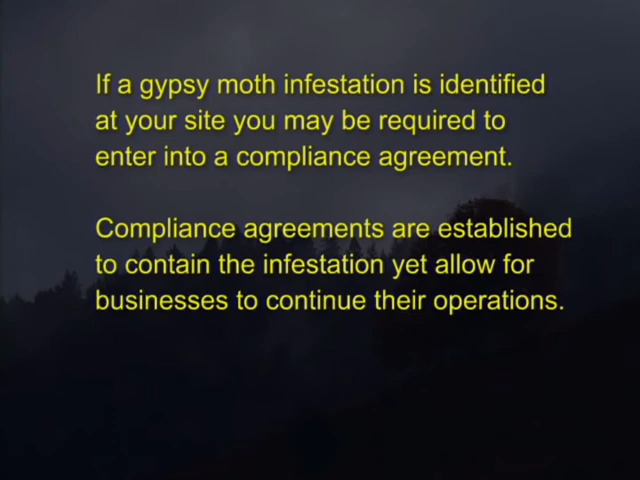 If a gypsy moth infestation is identified
at your site you may be required to
enter into a compliance agreement.
Compliance agreements are established
to contain the infestation yet allow for
businesses to continue their operations.